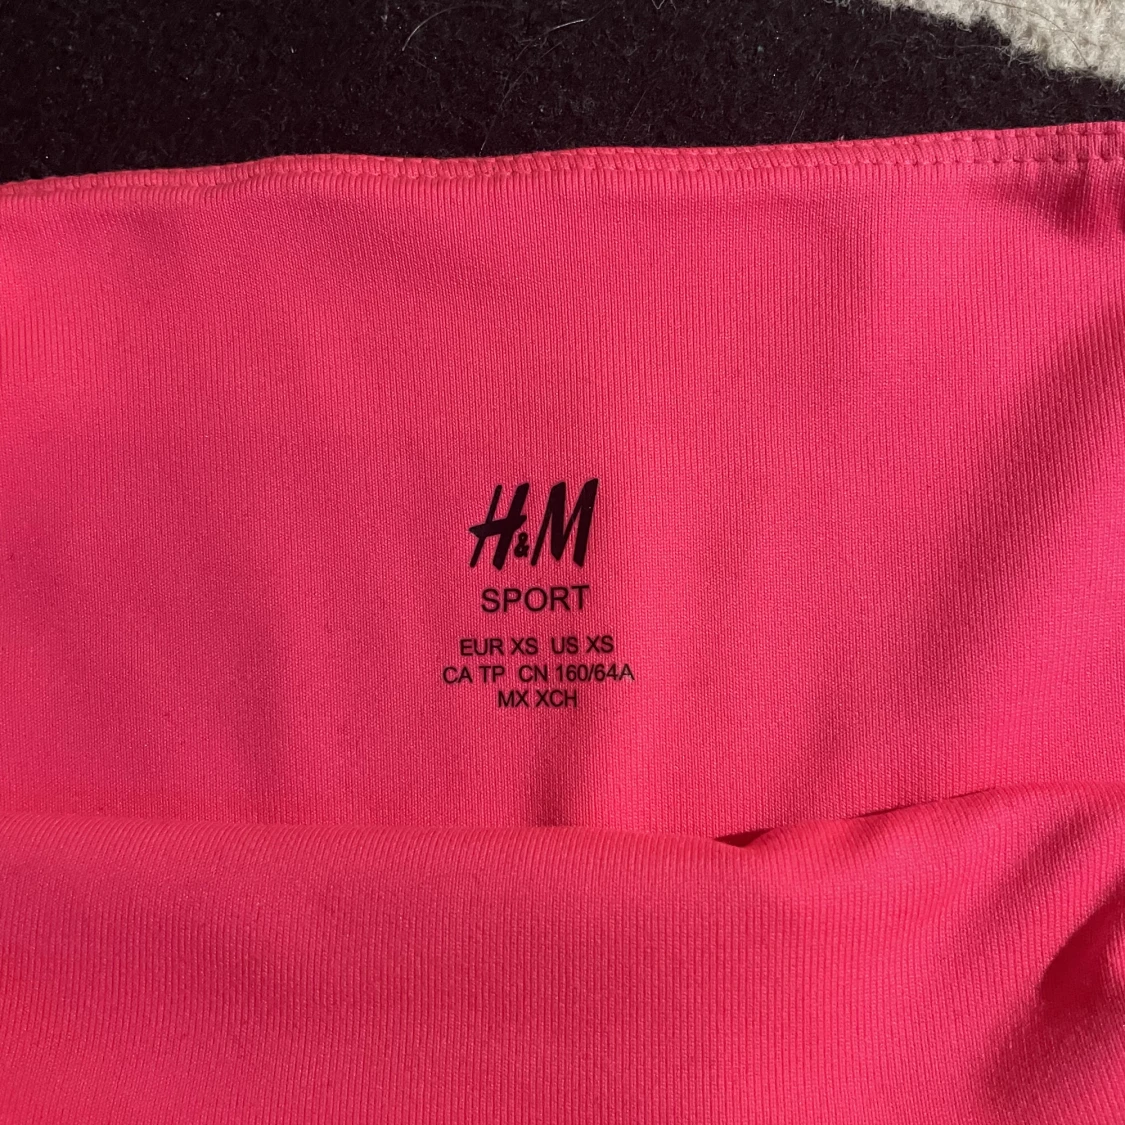 H&M
SPORT
EUR XS US XS
CA TP CN 160/64A
MX XCH